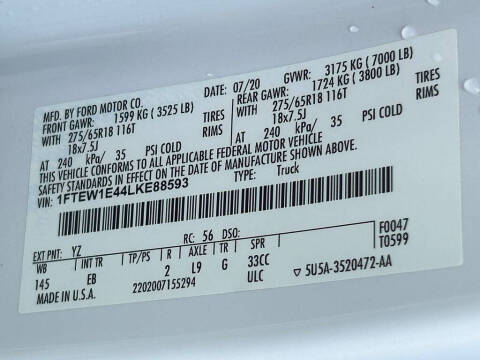 MFD. BY FORD MOTOR CO.
07/20 GVWR: 3175 KG ( 7000 LB)
FRONT GAWR: 1599 KG ( 3525 LB) REAR GAWR: 1724 KG ( 3800 LB)
WITH 275/65R18 116T TIRES 275/65R18 116T TIRES
18x7.5J RIMS 18x7.5J RIMS
AT 240 kPa/ 35 PSI COLD AT 240 kPa/ 35 PSI COLD
THIS VEHICLE CONFORMS TO ALL APPLICABLE FEDERAL MOTOR VEHICLE
SAFETY STANDARDS IN EFFECT ON THE DATE OF MANUFACTURE SHOWN ABOVE.
VIN: 1FTEW1E44LKE88593 TYPE: Truck
F0047
T0599
EXT PNT: YZ RC: 56 DSO:
WB INT TR TP/PS R AXLE TR SPR
145 EB 2 L9 G 33CC
ULC
MADE IN U.S.A. 2202007155294 ▽ 5U5A-3520472-AA